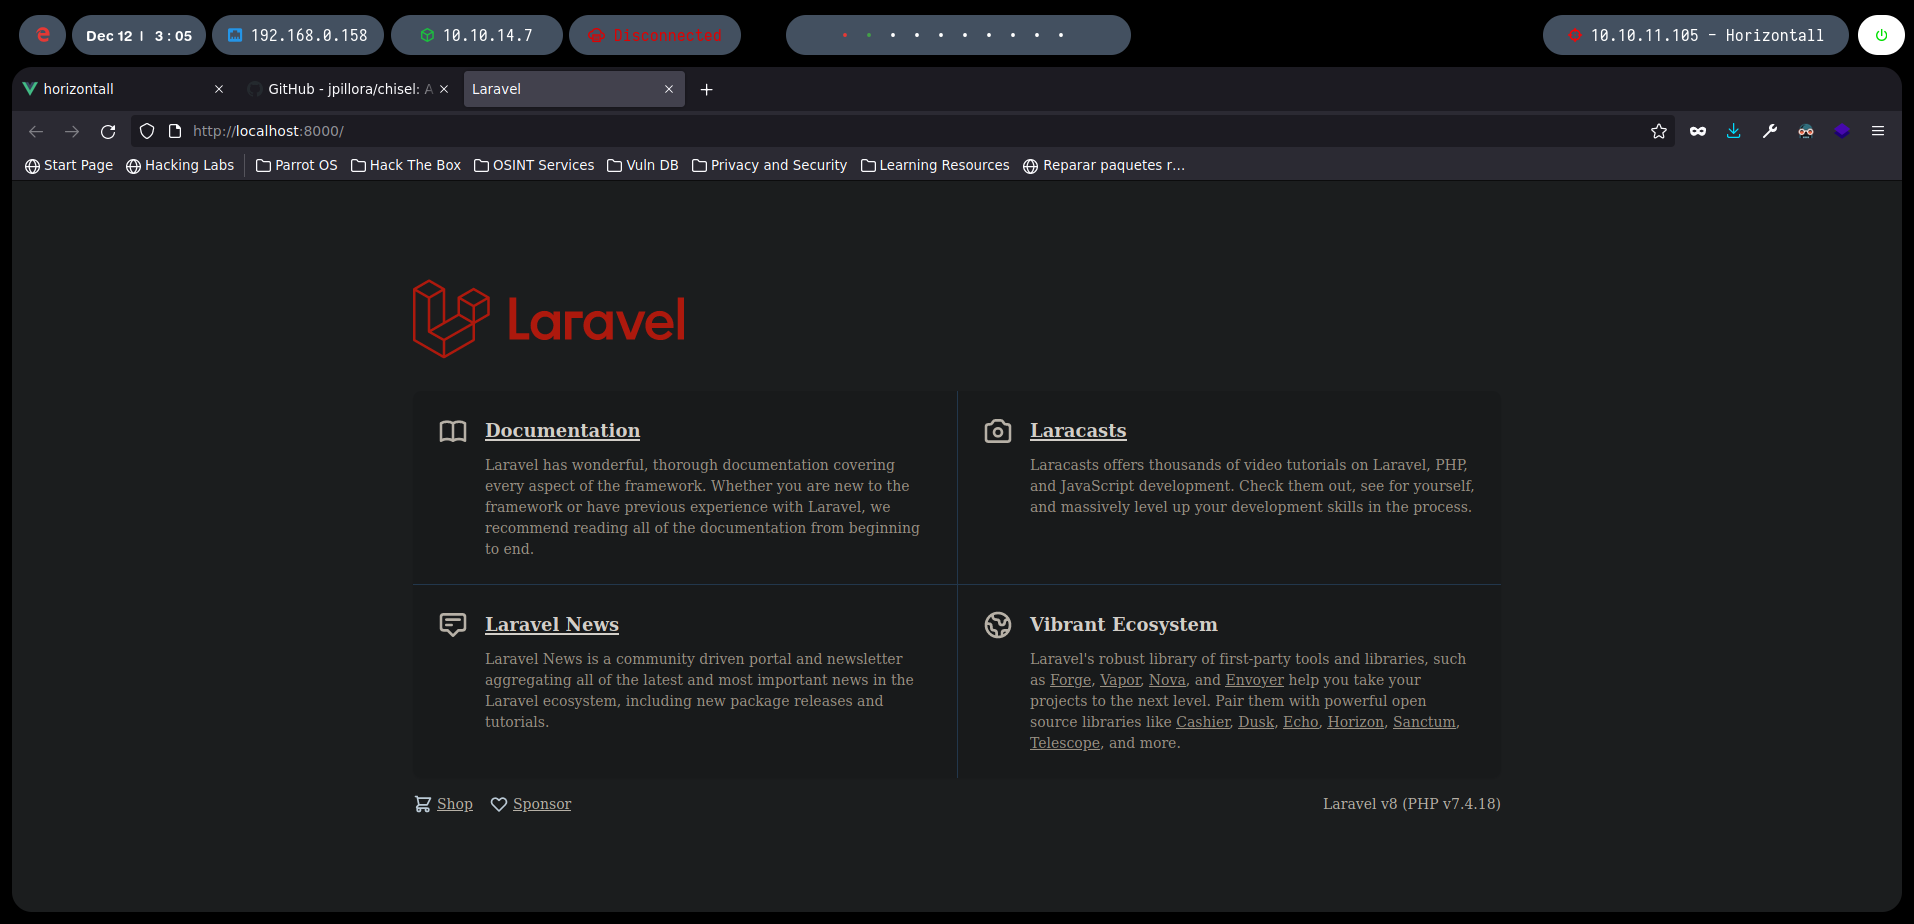 Dec 12 | 3:05
192.168.0.158
10.10.14.7
Disconnected
10.10.11.105 - Horizontall
horizontall
GitHub - jpillora/chisel: A
Laravel
http://localhost:8000/
Start Page
Hacking Labs
Parrot OS
Hack The Box
OSINT Services
Vuln DB
Privacy and Security
Learning Resources
Reparar paquetes r...
Laravel
Documentation
Laravel has wonderful, thorough documentation covering
every aspect of the framework. Whether you are new to the
framework or have previous experience with Laravel, we
recommend reading all of the documentation from beginning
to end.
Laracasts
Laracasts offers thousands of video tutorials on Laravel, PHP,
and JavaScript development. Check them out, see for yourself,
and massively level up your development skills in the process.
Laravel News
Laravel News is a community driven portal and newsletter
aggregating all of the latest and most important news in the
Laravel ecosystem, including new package releases and
tutorials.
Vibrant Ecosystem
Laravel's robust library of first-party tools and libraries, such
as Forge, Vapor, Nova, and Envoyer help you take your
projects to the next level. Pair them with powerful open
source libraries like Cashier, Dusk, Echo, Horizon, Sanctum,
Telescope, and more.
Shop
Sponsor
Laravel v8 (PHP v7.4.18)